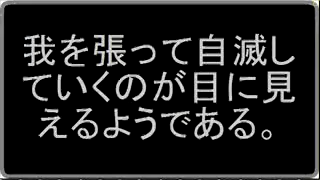 我を張って自滅し
ていくのが目に見
えるようである。